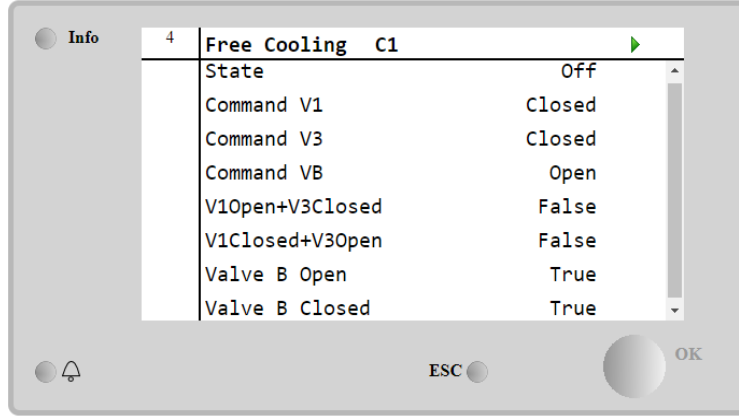 Info
4 Free Cooling C1
State Off
Command V1 Closed
Command V3 Closed
Command VB Open
V1Open+V3Closed False
V1Closed+V3Open False
Valve B Open True
Valve B Closed True
OK
ESC